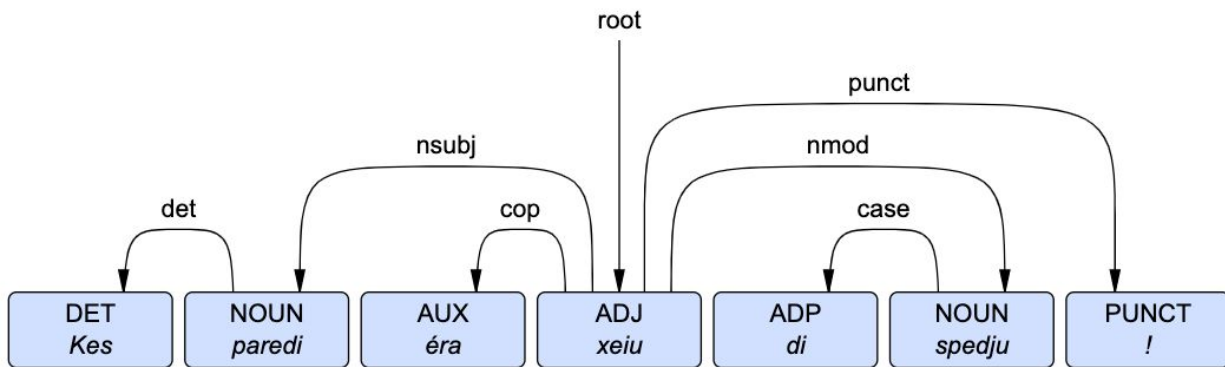 root
punct
nsubj nmod
det cop case
DET NOUN AUX ADJ ADP NOUN PUNCT
Kes paredi éra xeiu di spedju !